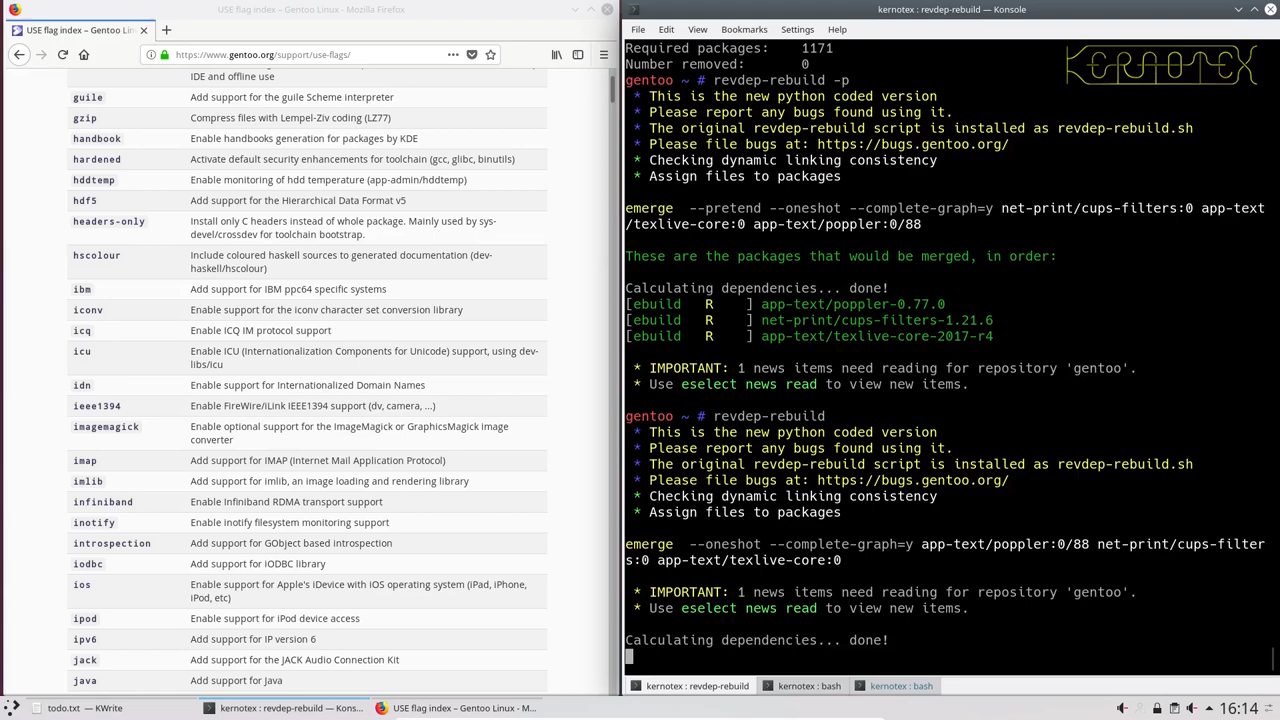 USE flag index – Gentoo Linux - Mozilla Firefox
USE flag index – Gentoo Lin
https://www.gentoo.org/support/use-flags/
IDE and offline use
guile Add support for the guile Scheme interpreter
gzip Compress files with Lempel-Ziv coding (LZ77)
handbook Enable handbooks generation for packages by KDE
hardened Activate default security enhancements for toolchain (gcc, glibc, binutils)
hddtemp Enable monitoring of hdd temperature (app-admin/hddtemp)
hdf5 Add support for the Hierarchical Data Format v5
headers-only Install only C headers instead of whole package. Mainly used by sys-
devel/crossdev for toolchain bootstrap.
hscolour Include coloured haskell sources to generated documentation (dev-
haskell/hscolour)
ibm Add support for IBM ppc64 specific systems
iconv Enable support for the iconv character set conversion library
icq Enable ICQ IM protocol support
icu Enable ICU (Internationalization Components for Unicode) support, using dev-
libs/icu
idn Enable support for Internationalized Domain Names
ieee1394 Enable FireWire/iLink IEEE1394 support (dv, camera, ...)
imagemagick Enable optional support for the ImageMagick or GraphicsMagick image
converter
imap Add support for IMAP (Internet Mail Application Protocol)
imlib Add support for imlib, an image loading and rendering library
infiniband Enable Infiniband RDMA transport support
inotify Enable inotify filesystem monitoring support
introspection Add support for GObject based introspection
iodbc Add support for iODBC library
ios Enable support for Apple's iDevice with iOS operating system (iPad, iPhone,
iPod, etc)
ipod Enable support for iPod device access
ipv6 Add support for IP version 6
jack Add support for the JACK Audio Connection Kit
java Add support for Java
kernotex : revdep-rebuild — Konsole
File Edit View Bookmarks Settings Help
KERNOTEX
Required packages: 1171
Number removed: 0
gentoo ~ # revdep-rebuild -p
* This is the new python coded version
* Please report any bugs found using it.
* The original revdep-rebuild script is installed as revdep-rebuild.sh
* Please file bugs at: https://bugs.gentoo.org/
* Checking dynamic linking consistency
* Assign files to packages
emerge --pretend --oneshot --complete-graph=y net-print/cups-filters:0 app-text
/texlive-core:0 app-text/poppler:0/88
These are the packages that would be merged, in order:
Calculating dependencies... done!
[ebuild R ] app-text/poppler-0.77.0
[ebuild R ] net-print/cups-filters-1.21.6
[ebuild R ] app-text/texlive-core-2017-r4
* IMPORTANT: 1 news items need reading for repository 'gentoo'.
* Use eselect news read to view new items.
gentoo ~ # revdep-rebuild
* This is the new python coded version
* Please report any bugs found using it.
* The original revdep-rebuild script is installed as revdep-rebuild.sh
* Please file bugs at: https://bugs.gentoo.org/
* Checking dynamic linking consistency
* Assign files to packages
emerge --oneshot --complete-graph=y app-text/poppler:0/88 net-print/cups-filter
s:0 app-text/texlive-core:0
* IMPORTANT: 1 news items need reading for repository 'gentoo'.
* Use eselect news read to view new items.
Calculating dependencies... done!
kernotex : revdep-rebuild kernotex : bash kernotex : bash
todo.txt — KWrite kernotex : revdep-rebuild — Kons... USE flag index – Gentoo Linux - M... 16:14